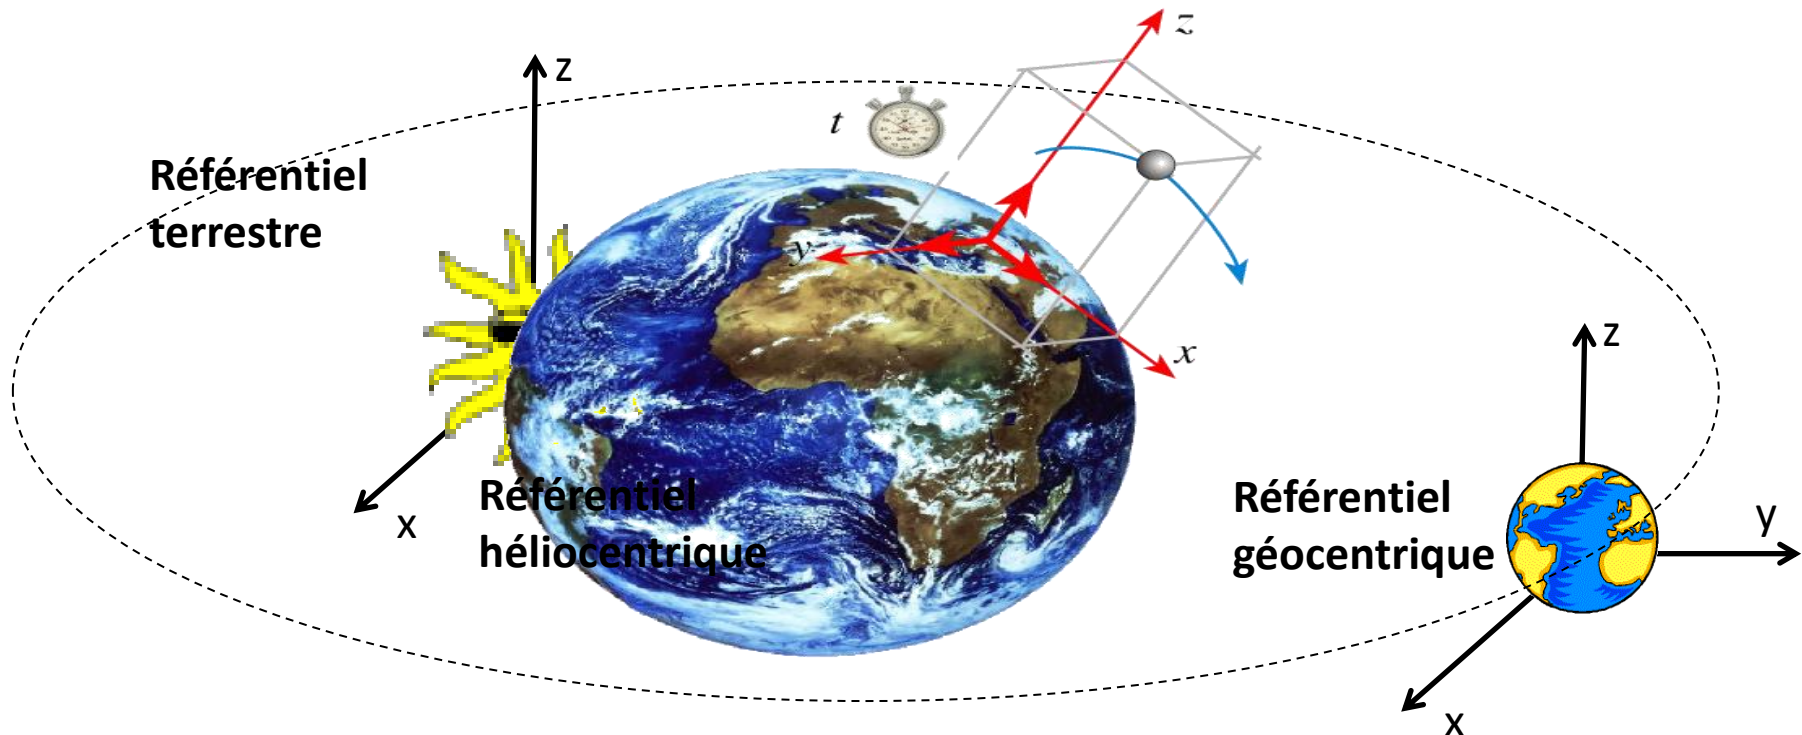 z
z
t
Référentiel
terrestre
y
z
x
Référentiel
héliocentrique
Référentiel
géocentrique
y
x
x